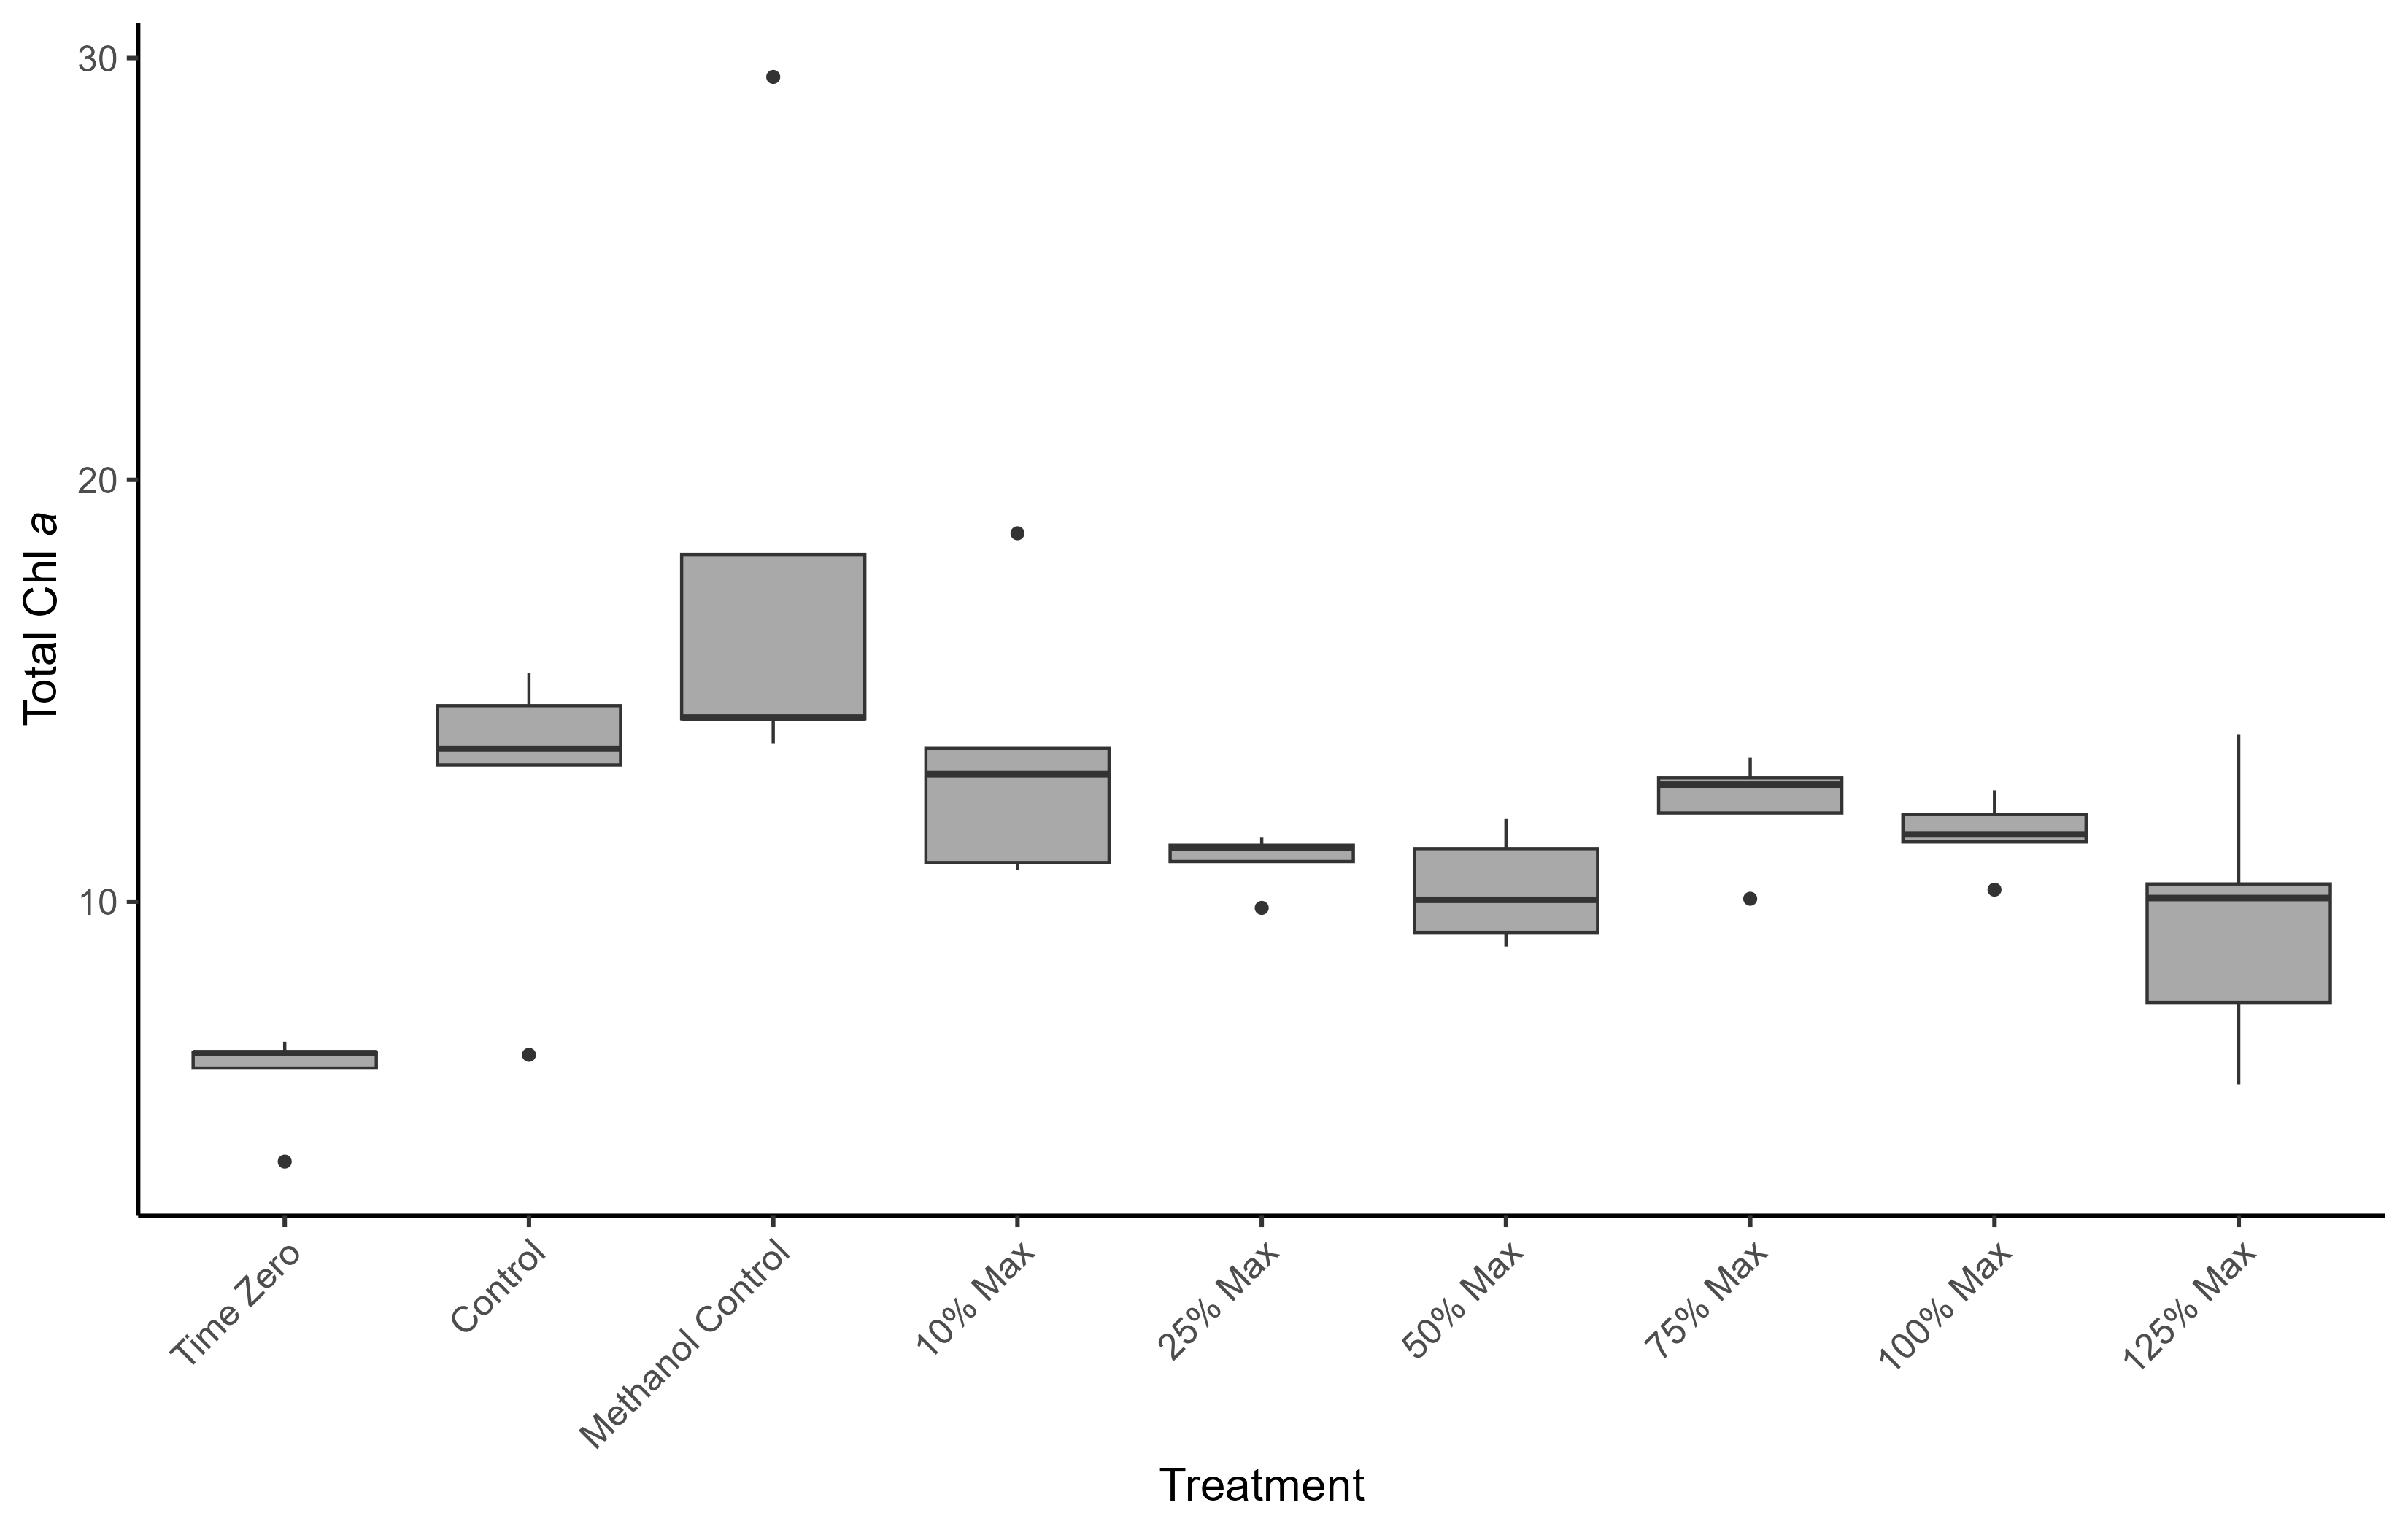 30
20
10
Total Chl a
Time Zero
Control
Methanol Control
10% Max
25% Max
50% Max
75% Max
100% Max
125% Max
Treatment